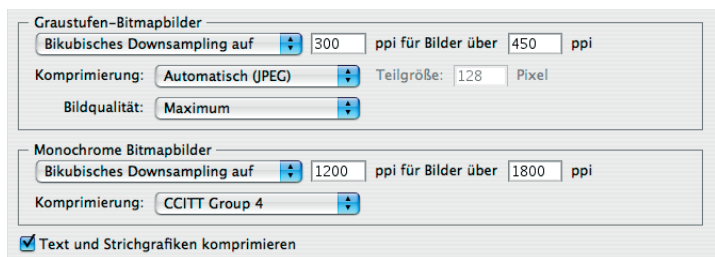 Graustufen-Bitmapbilder
Bikubisches Downsampling auf 300 ppi für Bilder über 450 ppi
Komprimierung: Automatisch (JPEG) Teilgröße: 128 Pixel
Bildqualität: Maximum
Monochrome Bitmapbilder
Bikubisches Downsampling auf 1200 ppi für Bilder über 1800 ppi
Komprimierung: CCITT Group 4
Text und Strichgrafiken komprimieren